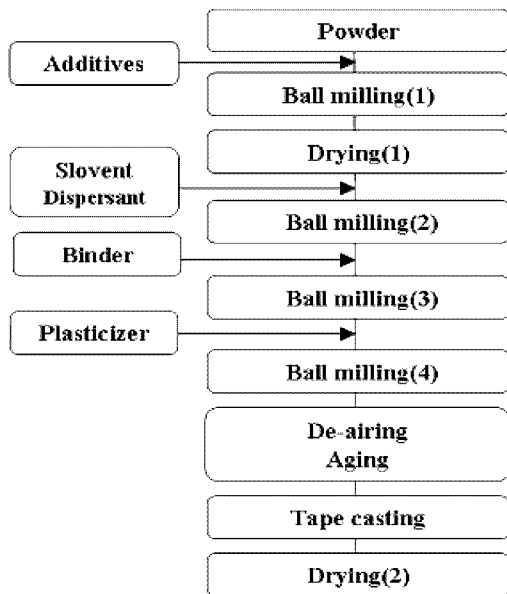 Powder
Additives
Ball milling(1)
Drying(1)
Slovent
Dispersant
Ball milling(2)
Binder
Ball milling(3)
Plasticizer
Ball milling(4)
De-airing
Aging
Tape casting
Drying(2)